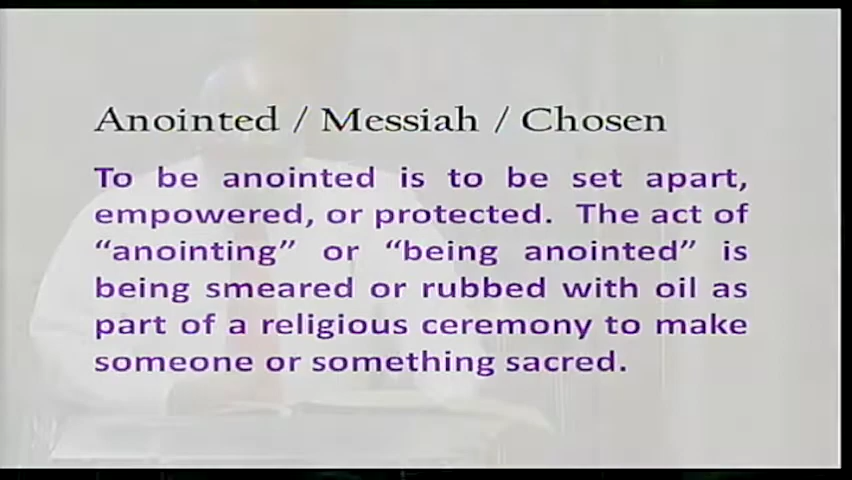 Anointed / Messiah / Chosen
To be anointed is to be set apart,
empowered, or protected. The act of
“anointing” or “being anointed” is
being smeared or rubbed with oil as
part of a religious ceremony to make
someone or something sacred.